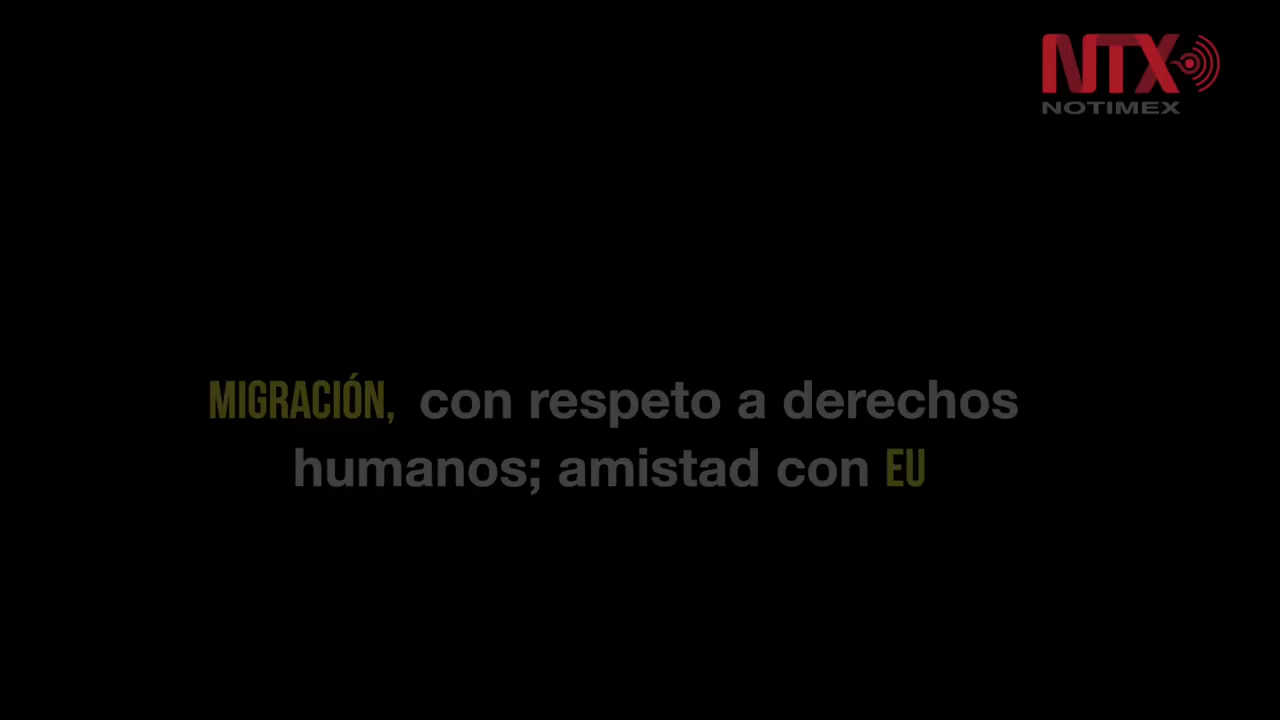 NTX
NOTIMEX
MIGRACIÓN, con respeto a derechos
humanos; amistad con EU